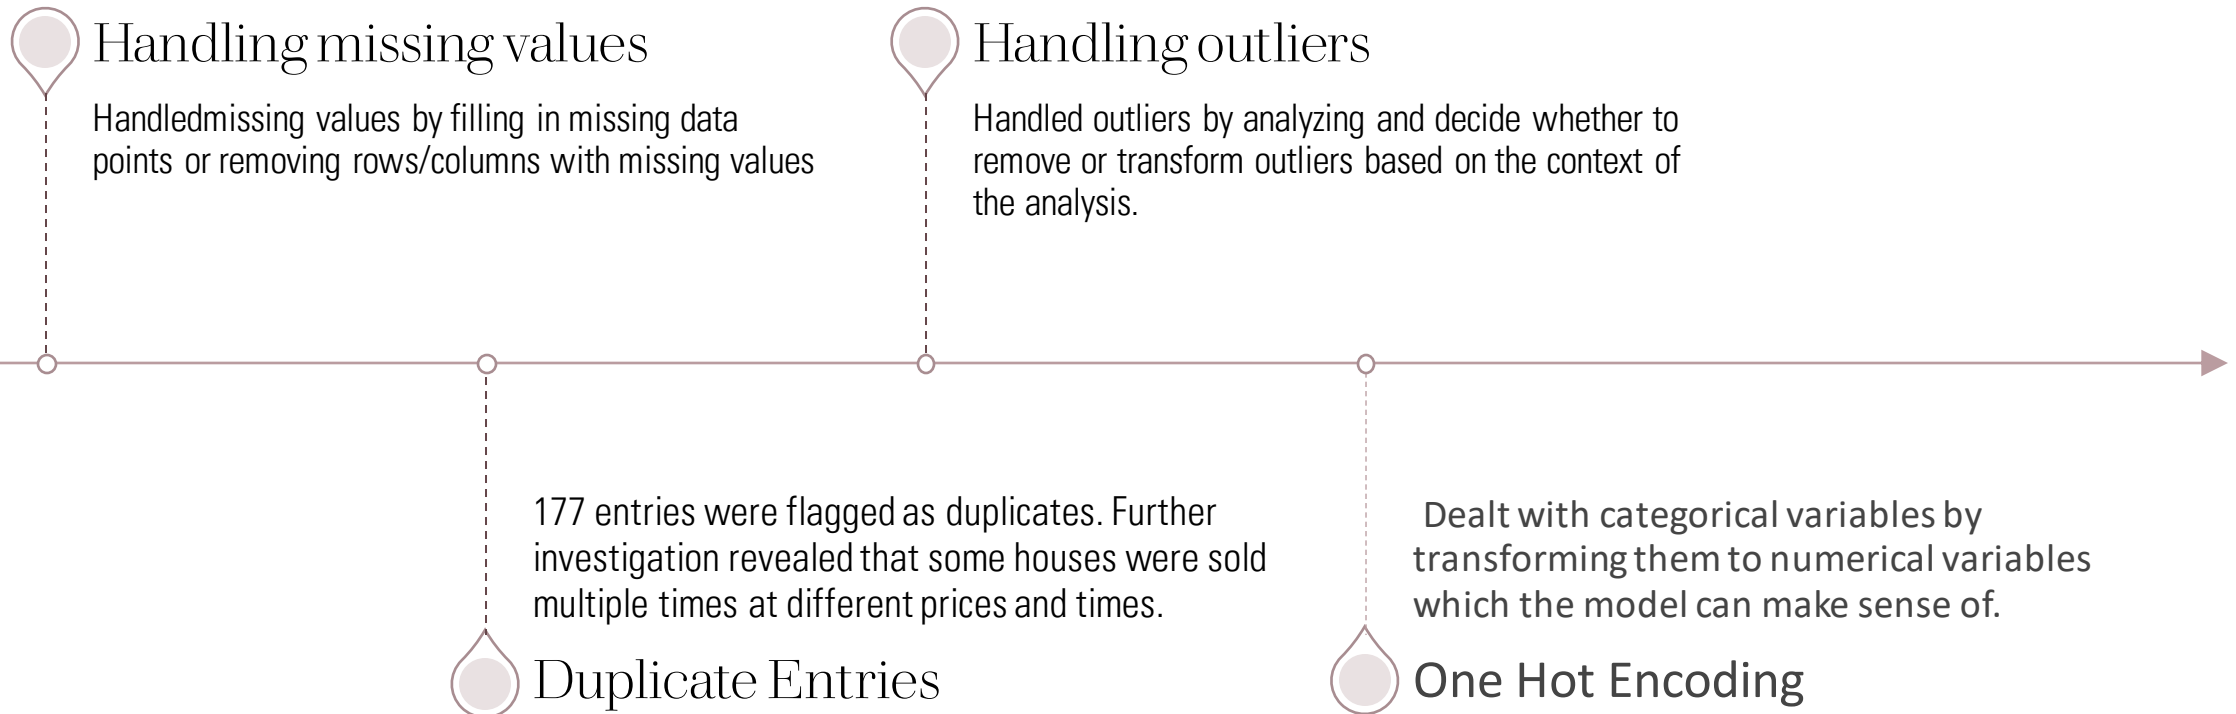 Handling missing values
Handledmissing values by filling in missing data
points or removing rows/columns with missing values
177 entries were flagged as duplicates. Further
investigation revealed that some houses were sold
multiple times at different prices and times.
Duplicate Entries
Handling outliers
Handled outliers by analyzing and decide whether to
remove or transform outliers based on the context of
the analysis.
Dealt with categorical variables by
transforming them to numerical variables
which the model can make sense of.
One Hot Encoding